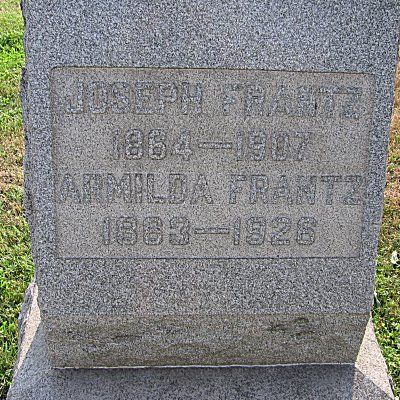 JOSEPH FRANTZ
1864—1907
ARMILDA FRANTZ
1863—1926